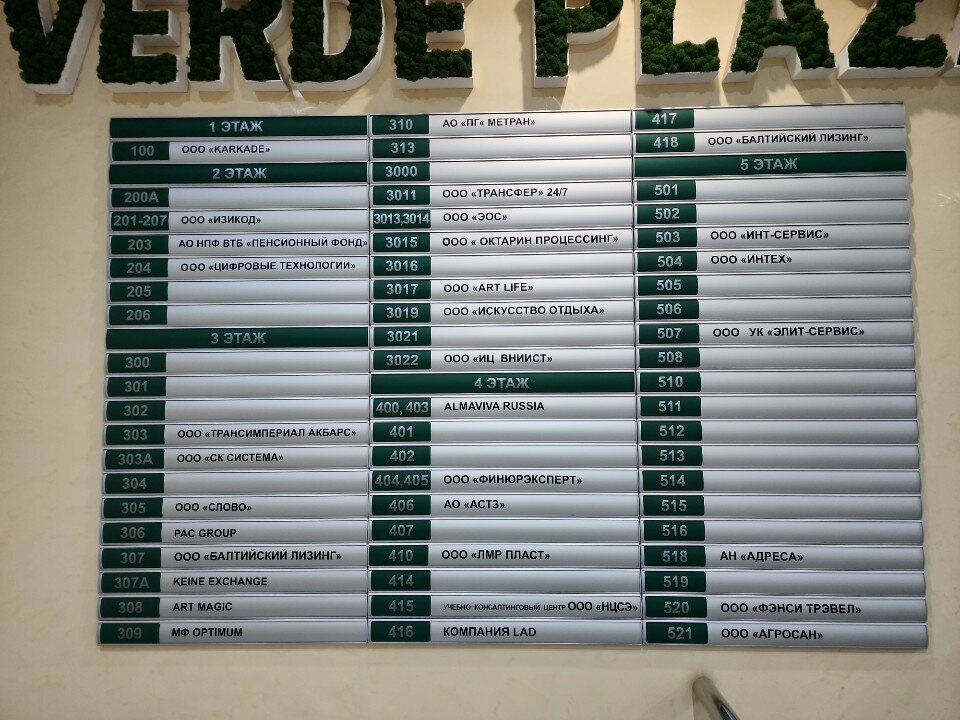 VERDE PLAZ
1 ЭТАЖ
100 ООО «KARKADE»
2 ЭТАЖ
200А
201-207 ООО «ИЗИКОД»
203 АО НПФ ВТБ «ПЕНСИОННЫЙ ФОНД»
204 ООО «ЦИФРОВЫЕ ТЕХНОЛОГИИ»
205
206
3 ЭТАЖ
300
301
302
303 ООО «ТРАНСИМПЕРИАЛ АКБАРС»
303А ООО «СК СИСТЕМА»
304
305 ООО «СЛОВО»
306 PAC GROUP
307 ООО «БАЛТИЙСКИЙ ЛИЗИНГ»
307А KEINE EXCHANGE
308 ART MAGIC
309 МФ OPTIMUM
310 АО «ПГ« МЕТРАН»
313
3000
3011 ООО «ТРАНСФЕР» 24/7
3013,3014 ООО «ЭОС»
3015 ООО « ОКТАРИН ПРОЦЕССИНГ»
3016
3017 ООО «ART LIFE»
3019 ООО «ИСКУССТВО ОТДЫХА»
3021
3022 ООО «ИЦ ВНИИСТ»
4 ЭТАЖ
400, 403 ALMAVIVA RUSSIA
401
402
404,405 ООО «ФИНЮРЭКСПЕРТ»
406 АО «АСТЗ»
407
410 ООО «ЛМР ПЛАСТ»
414
415 УЧЕБНО КОНСАЛТИНГОВЫЙ ЦЕНТР ООО «НЦСЭ»
416 КОМПАНИЯ LAD
417
418 ООО «БАЛТИЙСКИЙ ЛИЗИНГ»
5 ЭТАЖ
501
502
503 ООО «ИНТ-СЕРВИС»
504 ООО «ИНТЕХ»
505
506
507 ООО УК «ЭЛИТ-СЕРВИС»
508
510
511
512
513
514
515
516
518 АН «АДРЕСА»
519
520 ООО «ФЭНСИ ТРЭВЕЛ»
521 ООО «АГРОСАН»